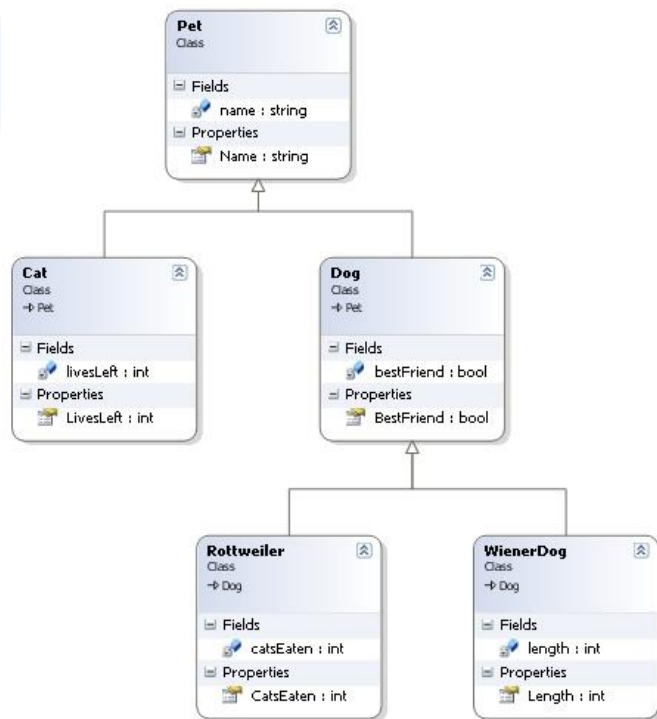 Pet
Class
Fields
name : string
Properties
Name : string
Cat
Class
Pet
Fields
livesLeft : int
Properties
LivesLeft : int
Dog
Class
Pet
Fields
bestFriend : bool
Properties
BestFriend : bool
Rottweiler
Class
Dog
Fields
catsEaten : int
Properties
CatsEaten : int
WienerDog
Class
Dog
Fields
length : int
Properties
Length : int